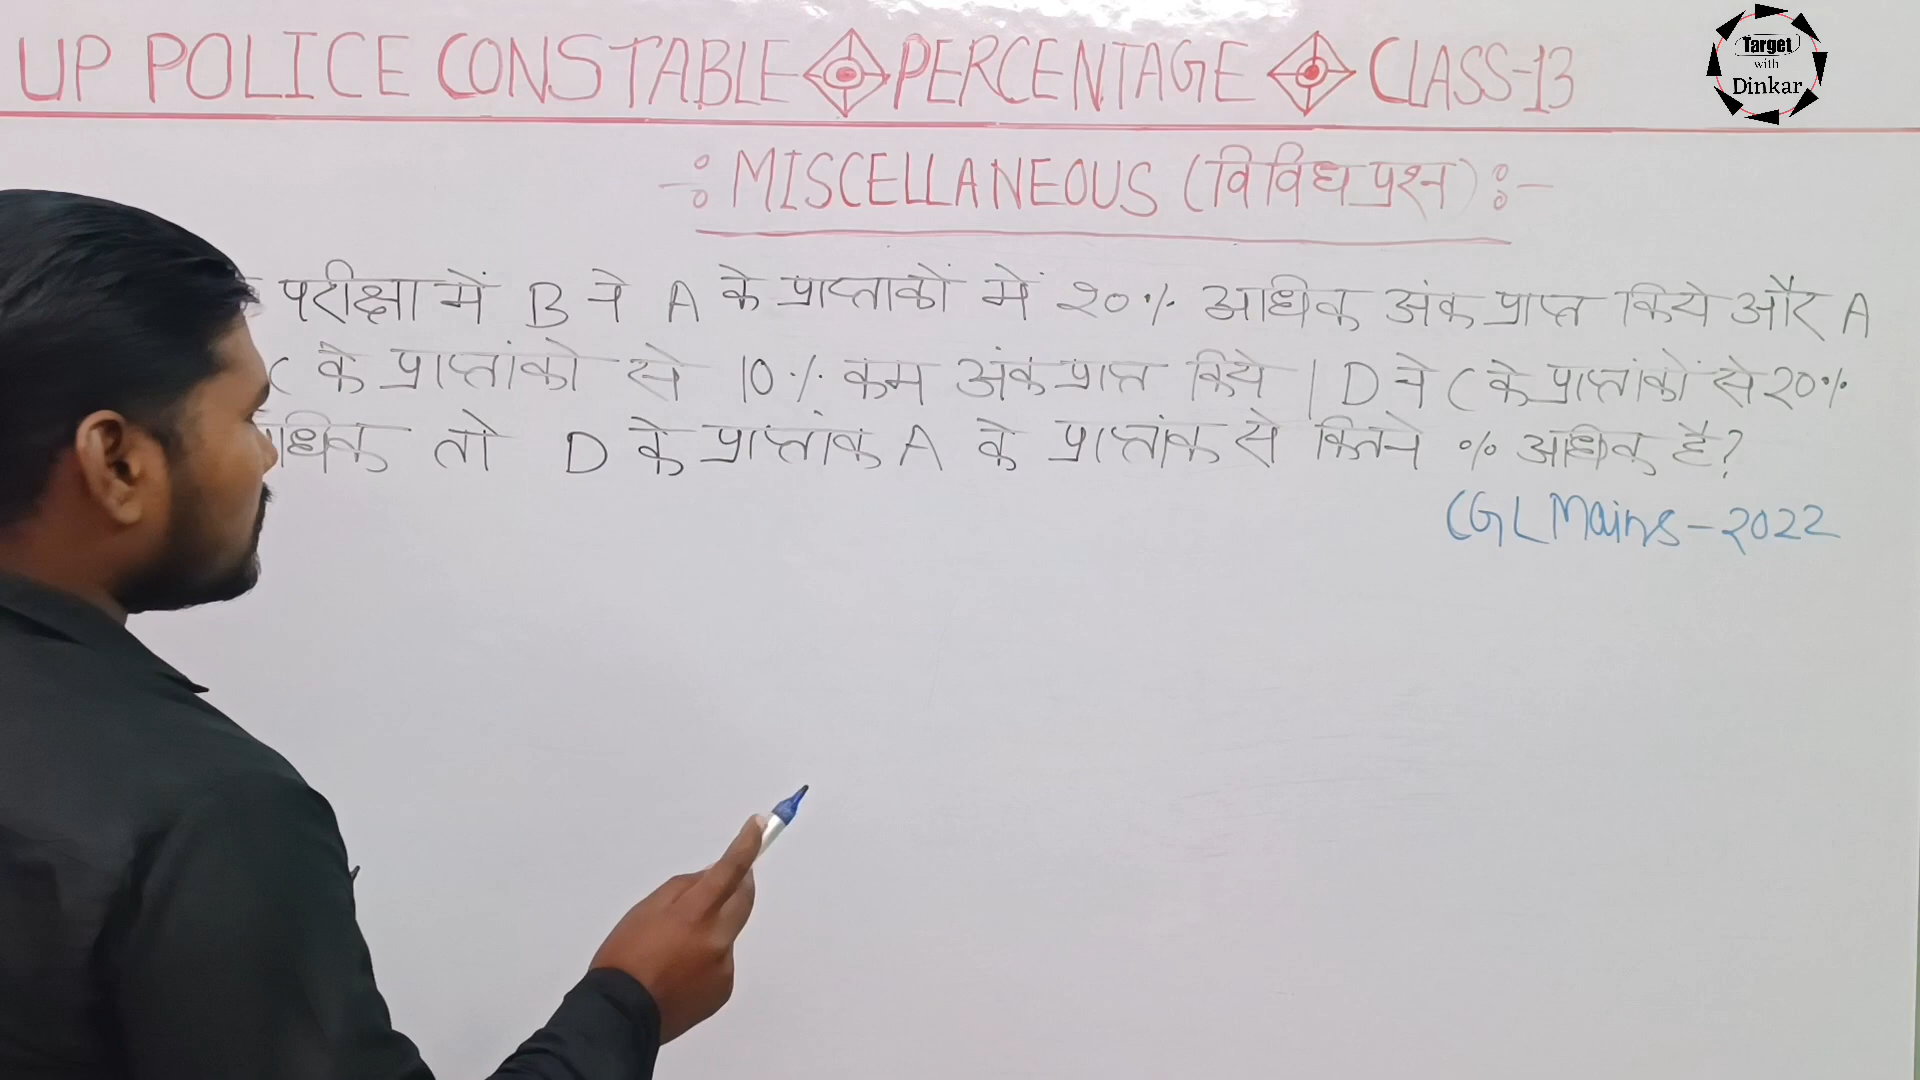 UP POLICE CONSTABLE PERCENTAGE CLASS-13
Target
with
Dinkar
-: MISCELLANEOUS (विविध प्रश्न) :-
परीक्षा में B ने A के प्राप्ताकों में 20% अधिक अंक प्राप्त किये और A
C के प्राप्तांको से 10% कम अंक प्राप्त किये | D ने C के प्राप्तांकों से 20%
तो D के प्राप्तांक A के प्राप्तांक से कितने % अधिक है?
CGL Mains-2022